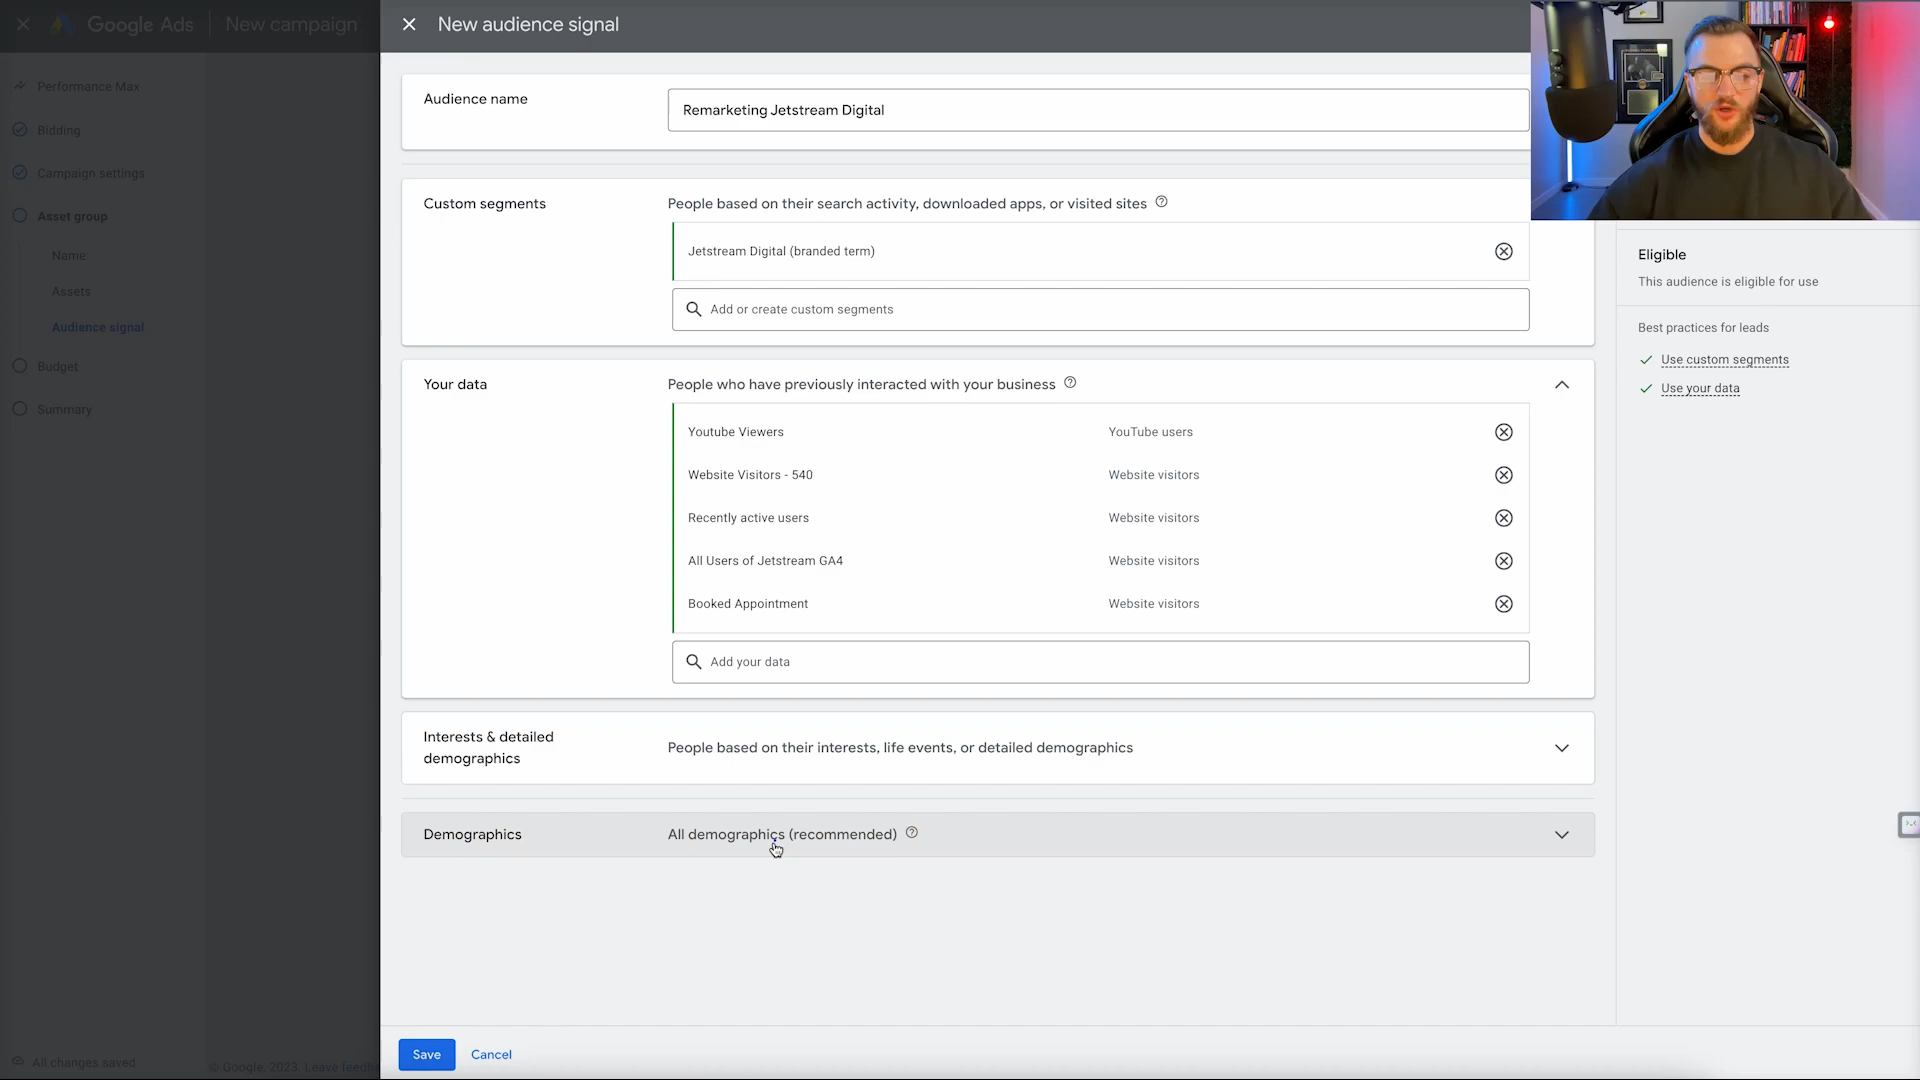 Google Ads
New campaign
New audience signal
Performance Max
Bidding
Campaign settings
Asset group
Name
Assets
Audience signal
Budget
Summary
Audience name
Remarketing Jetstream Digital
Custom segments
People based on their search activity, downloaded apps, or visited sites
Jetstream Digital (branded term)
Add or create custom segments
Your data
People who have previously interacted with your business
Youtube Viewers YouTube users
Website Visitors - 540 Website visitors
Recently active users Website visitors
All Users of Jetstream GA4 Website visitors
Booked Appointment Website visitors
Add your data
Interests & detailed
demographics
People based on their interests, life events, or detailed demographics
Demographics
All demographics (recommended)
Eligible
This audience is eligible for use
Best practices for leads
Use custom segments
Use your data
Save
Cancel
All changes saved
© Google, 2023. Leave